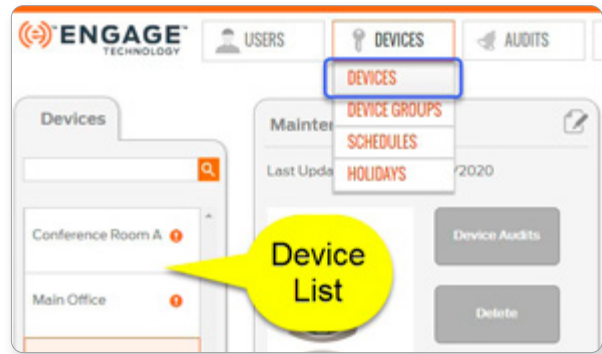 ENGAGE™
TECHNOLOGY
USERS
DEVICES
AUDITS
DEVICES
DEVICE GROUPS
SCHEDULES
HOLIDAYS
Devices
Conference Room A
Main Office
Device
List
Last Upda
/2020
Mainte
Device Audits
Delete